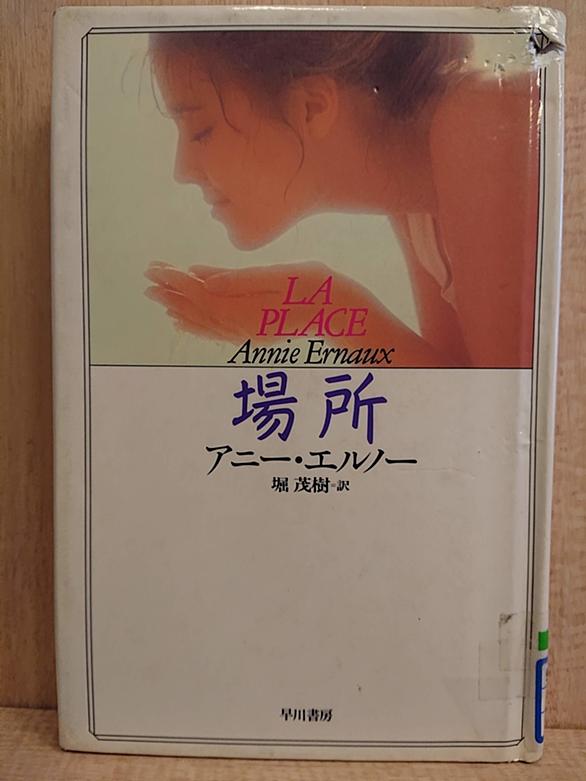 LA
PLACE
Annie Ernaux
場所
アニー・エルノー
堀 茂樹=訳
早川書房